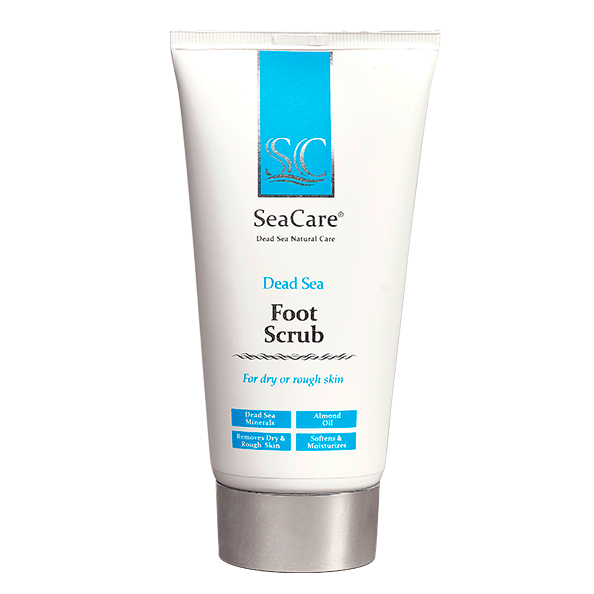 SC
SeaCare®
Dead Sea Natural Care
Dead Sea
Foot
Scrub
For dry or rough skin
Dead Sea
Minerals
Almond
Oil
Removes Dry &
Rough Skin
Softens &
Moisturizes